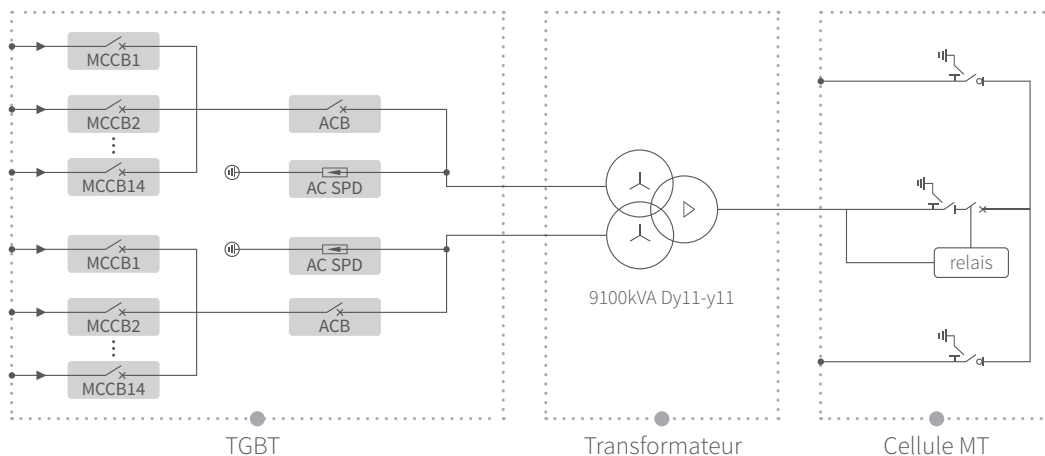 MCCB1
MCCB2
MCCB14
ACB
AC SPD
MCCB1
MCCB2
MCCB14
AC SPD
ACB
9100kVA Dy11-y11
relais
TGBT
Transformateur
Cellule MT